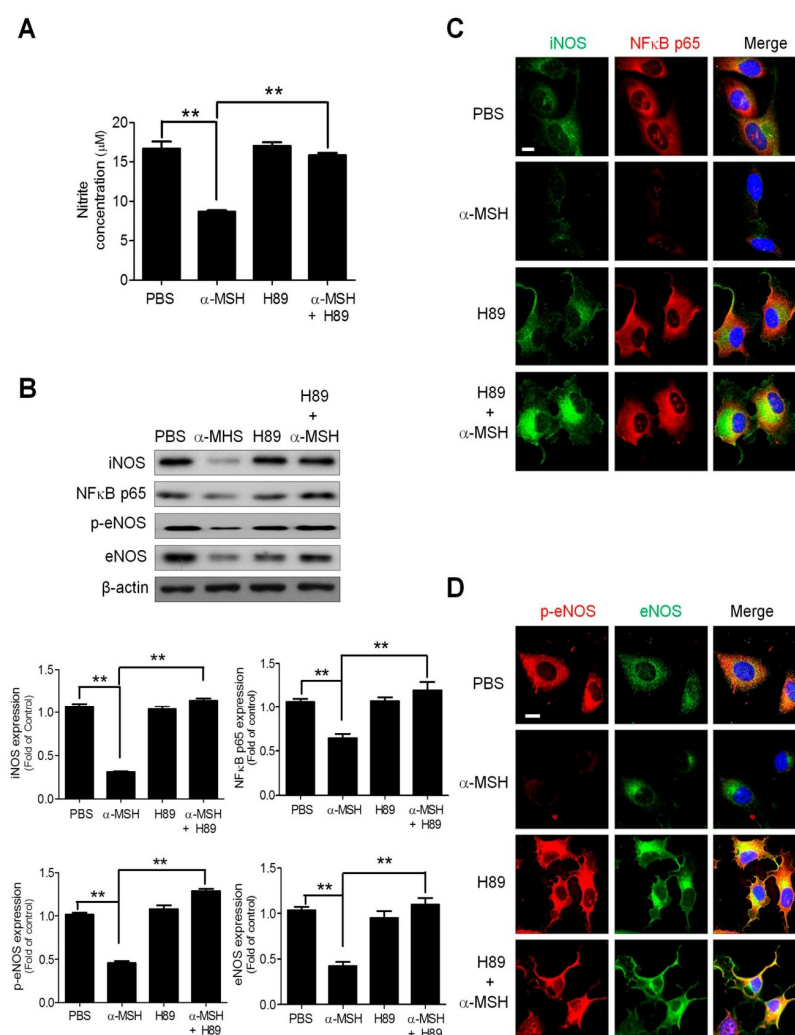 A
** **
20
15
10
5
0
Nitrite
concentration (μM)
PBS α-MSH H89 α-MSH
+ H89
B
H89
+
PBS α-MHS H89 α-MSH
iNOS
NFκB p65
p-eNOS
eNOS
β-actin
** **
1.5
1.0
0.5
0.0
iNOS expression
(Fold of Control)
PBS α-MSH H89 α-MSH
+ H89
** **
1.5
1.0
0.5
0.0
NFκB p65 expression
(Fold of control)
PBS α-MSH H89 α-MSH
+ H89
** **
1.5
1.0
0.5
0.0
p-eNOS expression
(Fold of control)
PBS α-MSH H89 α-MSH
+ H89
** **
1.5
1.0
0.5
0.0
eNOS expression
(Fold of control)
PBS α-MSH H89 α-MSH
+ H89
C
iNOS NFκB p65 Merge
PBS
α-MSH
H89
H89
+
α-MSH
D
p-eNOS eNOS Merge
PBS
α-MSH
H89
H89
+
α-MSH